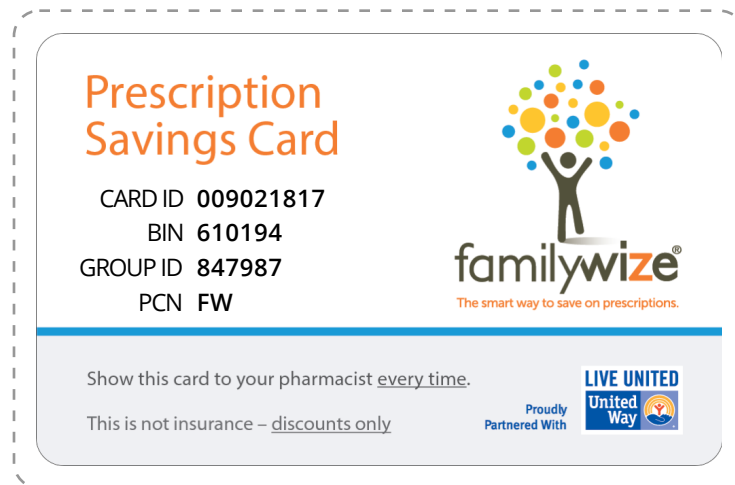 Prescription
Savings Card
CARD ID 009021817
BIN 610194
GROUP ID 847987
PCN FW
familywize®
The smart way to save on prescriptions.
Show this card to your pharmacist every time.
This is not insurance – discounts only
Proudly
Partnered With
LIVE UNITED
United
Way